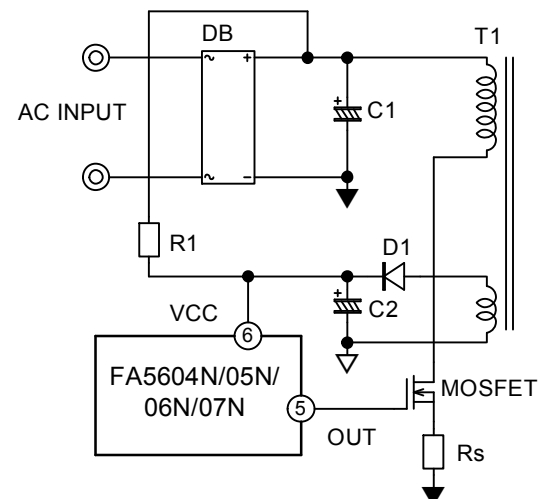 DB
T1
~
+
AC INPUT
+
C1
~
-
R1
D1
VCC
+
C2
6
FA5604N/05N/
06N/07N
5
MOSFET
OUT
Rs